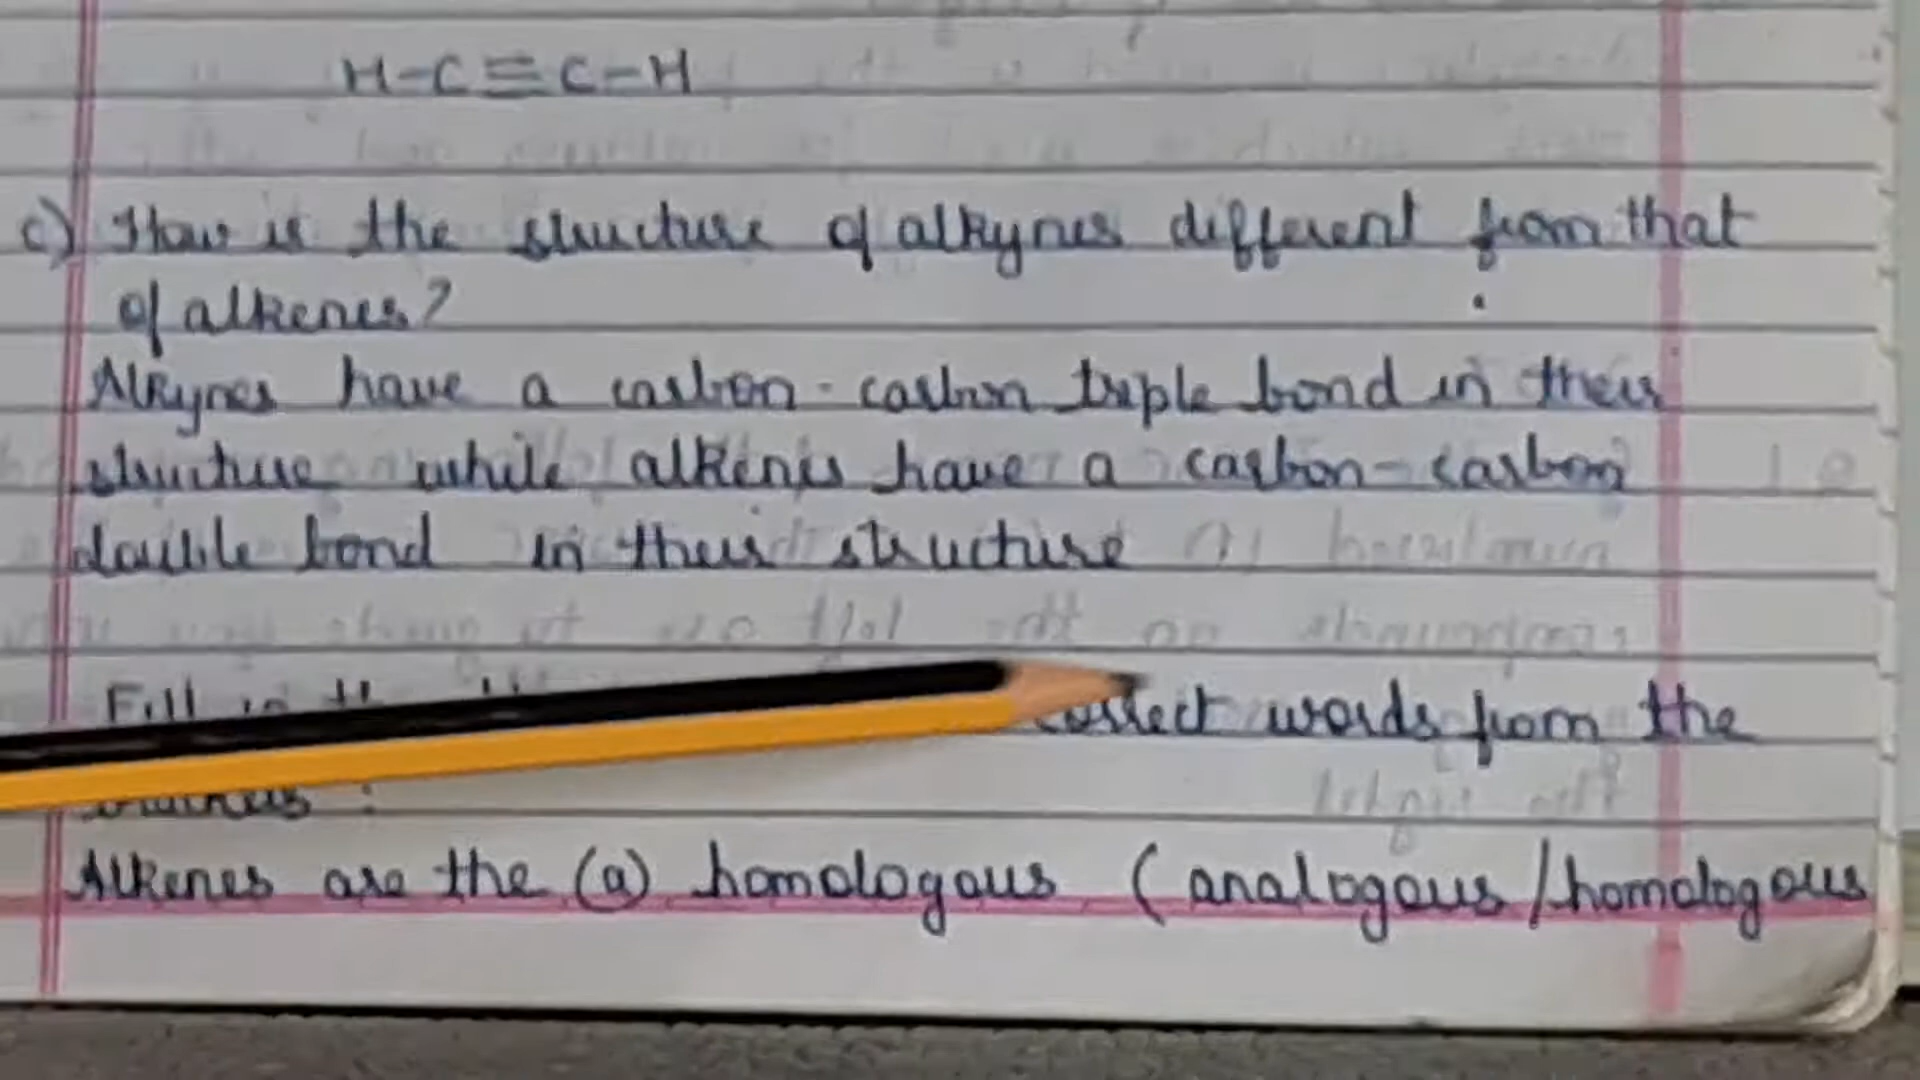 H-C≡C-H
c) How is the structure of alkynes different from that
of alkenes?
Alkynes have a carbon-carbon triple bond in their
structure while alkenes have a carbon-carbon
double bond in their structure
Fill in correct words from the
Alkenes are the (a) homologous (analogous/homologous